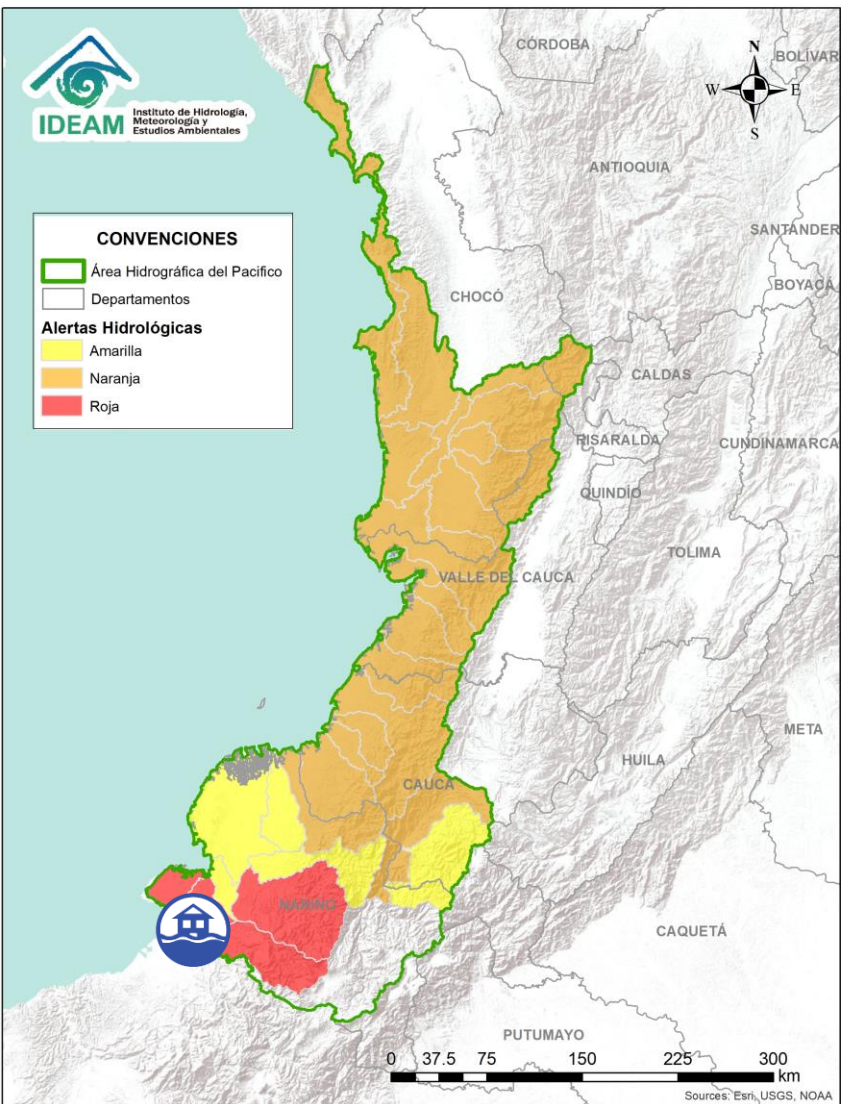 IDEAM
Instituto de Hidrología,
Meteorología y
Estudios Ambientales
N
W
E
S
CONVENCIONES
Área Hidrográfica del Pacifico
Departamentos
Alertas Hidrológicas
Amarilla
Naranja
Roja
CÓRDOBA
BOLÍVAR
ANTIOQUIA
SANTANDER
BOYACÁ
CHOCÓ
CALDAS
RISARALDA
CUNDINAMARCA
QUINDÍO
TOLIMA
VALLE DEL CAUCA
META
HUILA
CAUCA
NARIÑO
CAQUETÁ
PUTUMAYO
0 37.5 75 150 225 300
km
Sources: Esri, USGS, NOAA